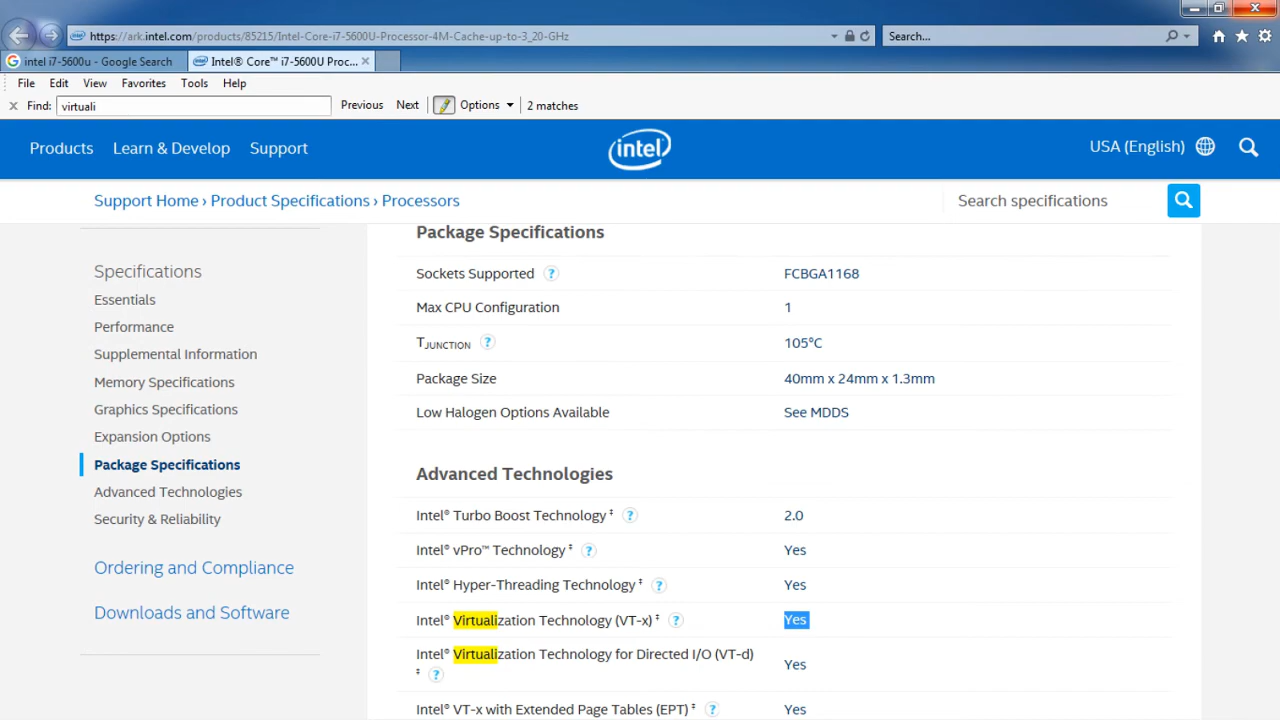 https://ark.intel.com/products/85215/Intel-Core-i7-5600U-Processor-4M-Cache-up-to-3_20-GHz
Search...
intel i7-5600u - Google Search
Intel® Core™ i7-5600U Proc...
File Edit View Favorites Tools Help
Find: virtuali Previous Next Options 2 matches
Products Learn & Develop Support
intel
USA (English)
Support Home › Product Specifications › Processors
Search specifications
Specifications
Essentials
Performance
Supplemental Information
Memory Specifications
Graphics Specifications
Expansion Options
Package Specifications
Advanced Technologies
Security & Reliability
Ordering and Compliance
Downloads and Software
Package Specifications
Sockets Supported ? FCBGA1168
Max CPU Configuration 1
TJUNCTION ? 105°C
Package Size 40mm x 24mm x 1.3mm
Low Halogen Options Available See MDDS
Advanced Technologies
Intel® Turbo Boost Technology ‡ ? 2.0
Intel® vPro™ Technology ‡ ? Yes
Intel® Hyper-Threading Technology ‡ ? Yes
Intel® Virtualization Technology (VT-x) ‡ ? Yes
Intel® Virtualization Technology for Directed I/O (VT-d)
‡ ? Yes
Intel® VT-x with Extended Page Tables (EPT) ‡ ? Yes